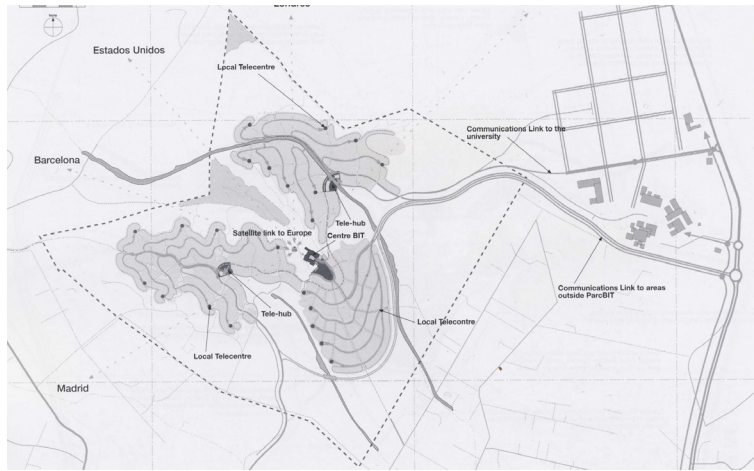 Estados Unidos
Local Telecentre
Communications Link to the
university
Barcelona
Tele-hub
Satellite link to Europe
Centre BIT
Communications Link to areas
outside ParcBIT
Tele-hub
Local Telecentre
Local Telecentre
Madrid